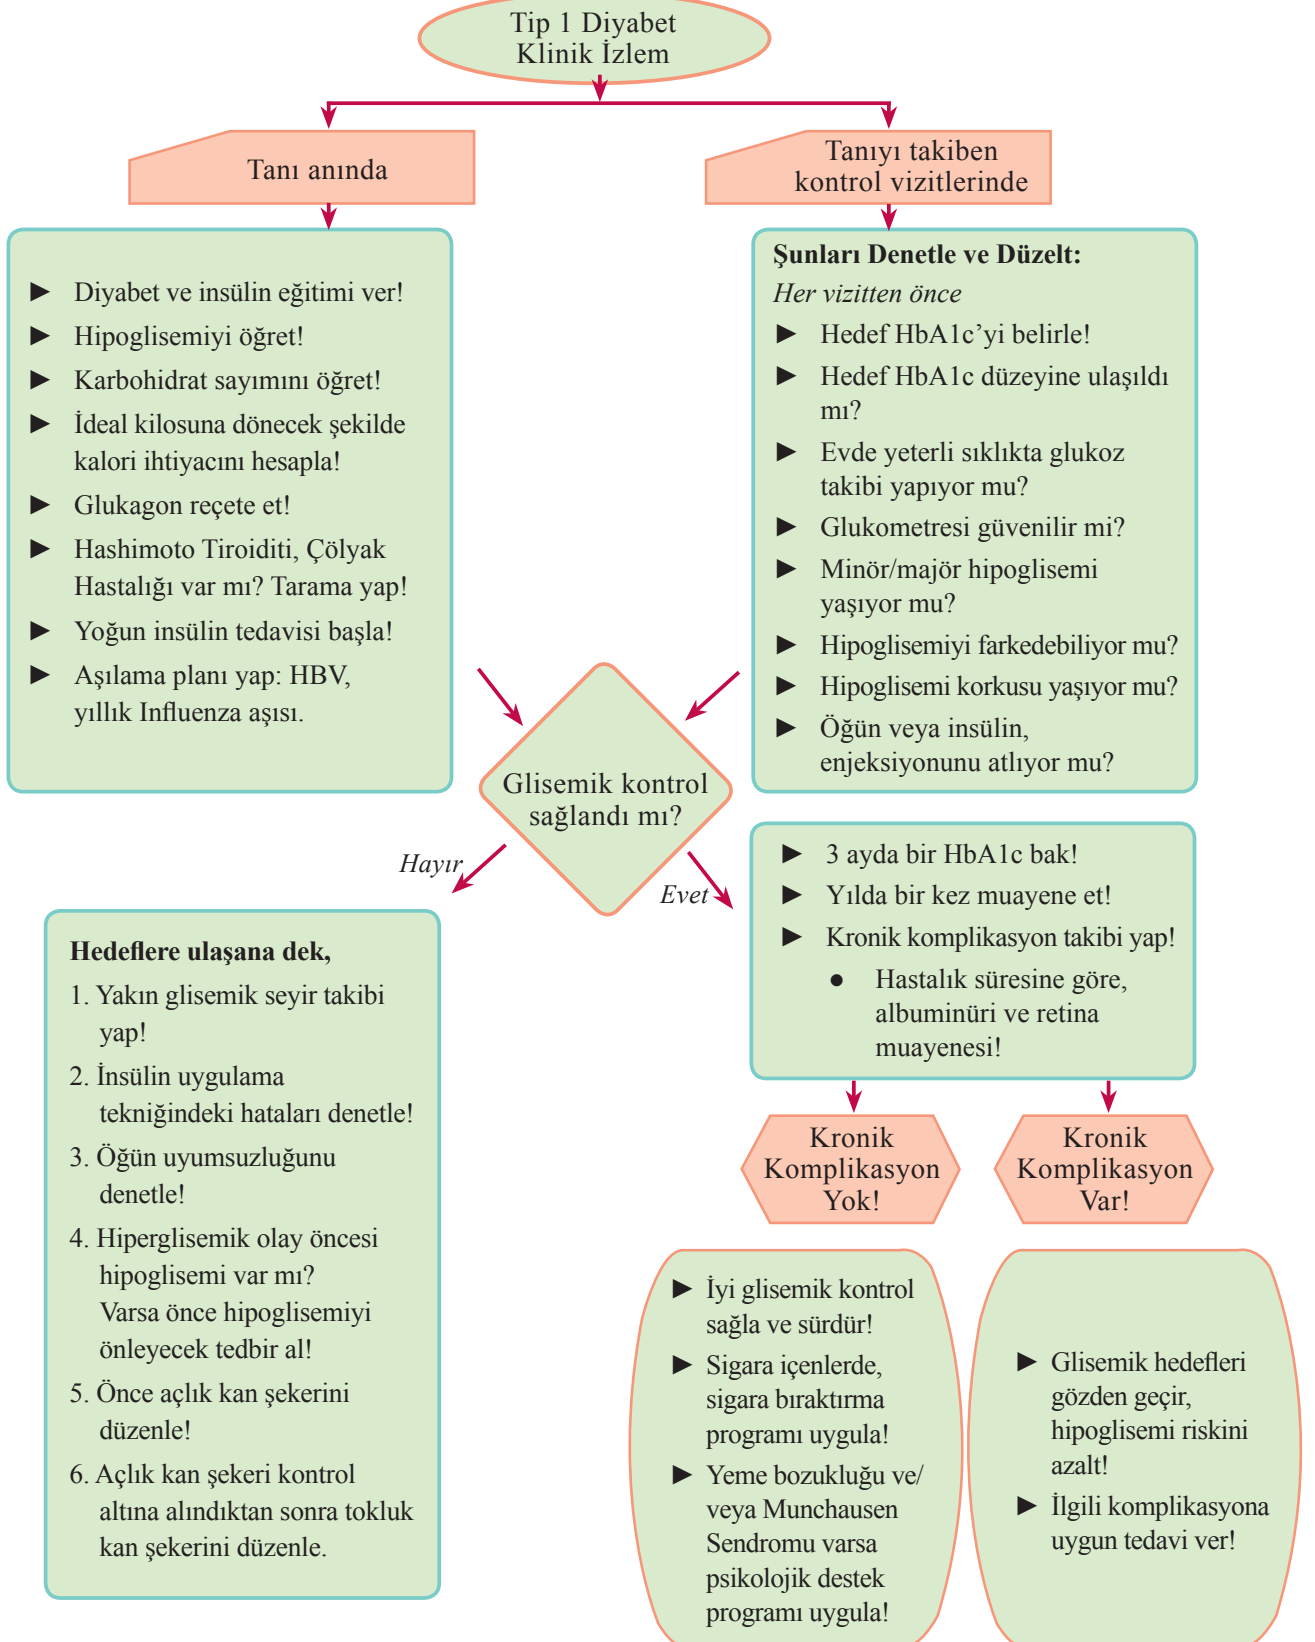 Tip 1 Diyabet
Klinik İzlem
Tanı anında
Tanıyı takiben
kontrol vizitlerinde
► Diyabet ve insülin eğitimi ver!
► Hipoglisemiyi öğret!
► Karbohidrat sayımını öğret!
► İdeal kilosuna dönecek şekilde
kalori ihtiyacını hesapla!
► Glukagon reçete et!
► Hashimoto Tiroiditi, Çölyak
Hastalığı var mı? Tarama yap!
► Yoğun insülin tedavisi başla!
► Aşılama planı yap: HBV,
yıllık Influenza aşısı.
Şunları Denetle ve Düzelt:
Her vizitten önce
► Hedef HbA1c’yi belirle!
► Hedef HbA1c düzeyine ulaşıldı
mı?
► Evde yeterli sıklıkta glukoz
takibi yapıyor mu?
► Glukometresi güvenilir mi?
► Minör/majör hipoglisemi
yaşıyor mu?
► Hipoglisemiyi farkedebiliyor mu?
► Hipoglisemi korkusu yaşıyor mu?
► Öğün veya insülin,
enjeksiyonunu atlıyor mu?
Glisemik kontrol
sağlandı mı?
Hayır
Evet
Hedeflere ulaşana dek,
1. Yakın glisemik seyir takibi
yap!
2. İnsülin uygulama
tekniğindeki hataları denetle!
3. Öğün uyumsuzluğunu
denetle!
4. Hiperglisemik olay öncesi
hipoglisemi var mı?
Varsa önce hipoglisemiyi
önleyecek tedbir al!
5. Önce açlık kan şekerini
düzenle!
6. Açlık kan şekeri kontrol
altına alındıktan sonra tokluk
kan şekerini düzenle.
► 3 ayda bir HbA1c bak!
► Yılda bir kez muayene et!
► Kronik komplikasyon takibi yap!
● Hastalık süresine göre,
albuminüri ve retina
muayenesi!
Kronik
Komplikasyon
Yok!
Kronik
Komplikasyon
Var!
► İyi glisemik kontrol
sağla ve sürdür!
► Sigara içenlerde,
sigara bıraktırma
programı uygula!
► Yeme bozukluğu ve/
veya Munchausen
Sendromu varsa
psikolojik destek
programı uygula!
► Glisemik hedefleri
gözden geçir,
hipoglisemi riskini
azalt!
► İlgili komplikasyona
uygun tedavi ver!